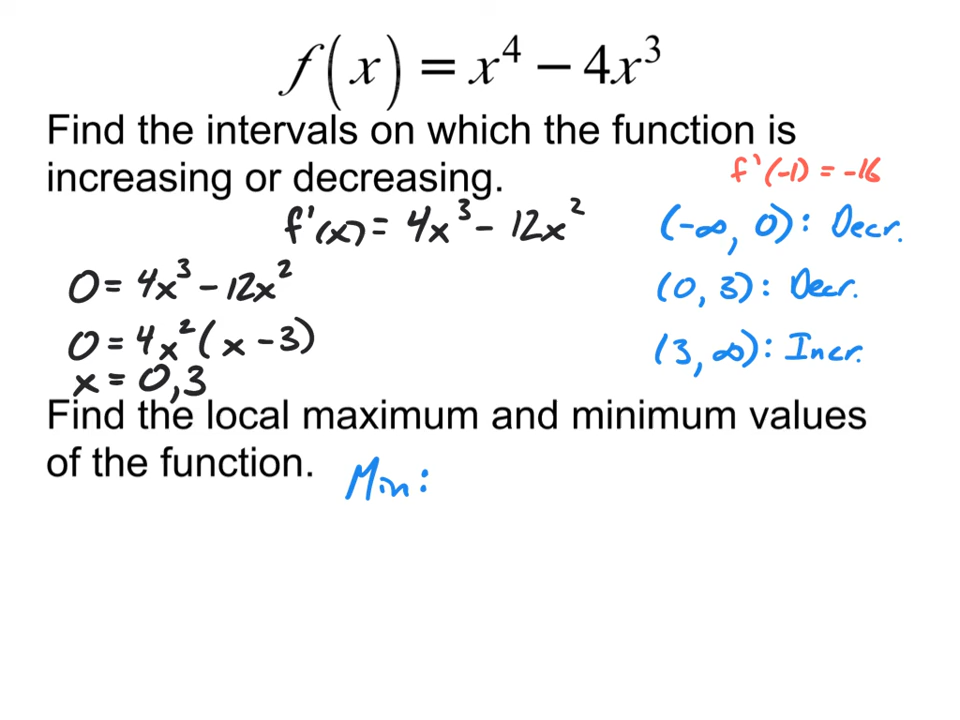 f(x) = x⁴ − 4x³
Find the intervals on which the function is
increasing or decreasing.
f'(-1) = -16
f'(x) = 4x³ - 12x²
(-∞, 0): Decr.
0 = 4x³ - 12x²
(0, 3): Decr.
0 = 4x²(x - 3)
(3, ∞): Incr.
x = 0,3
Find the local maximum and minimum values
of the function.
Min: